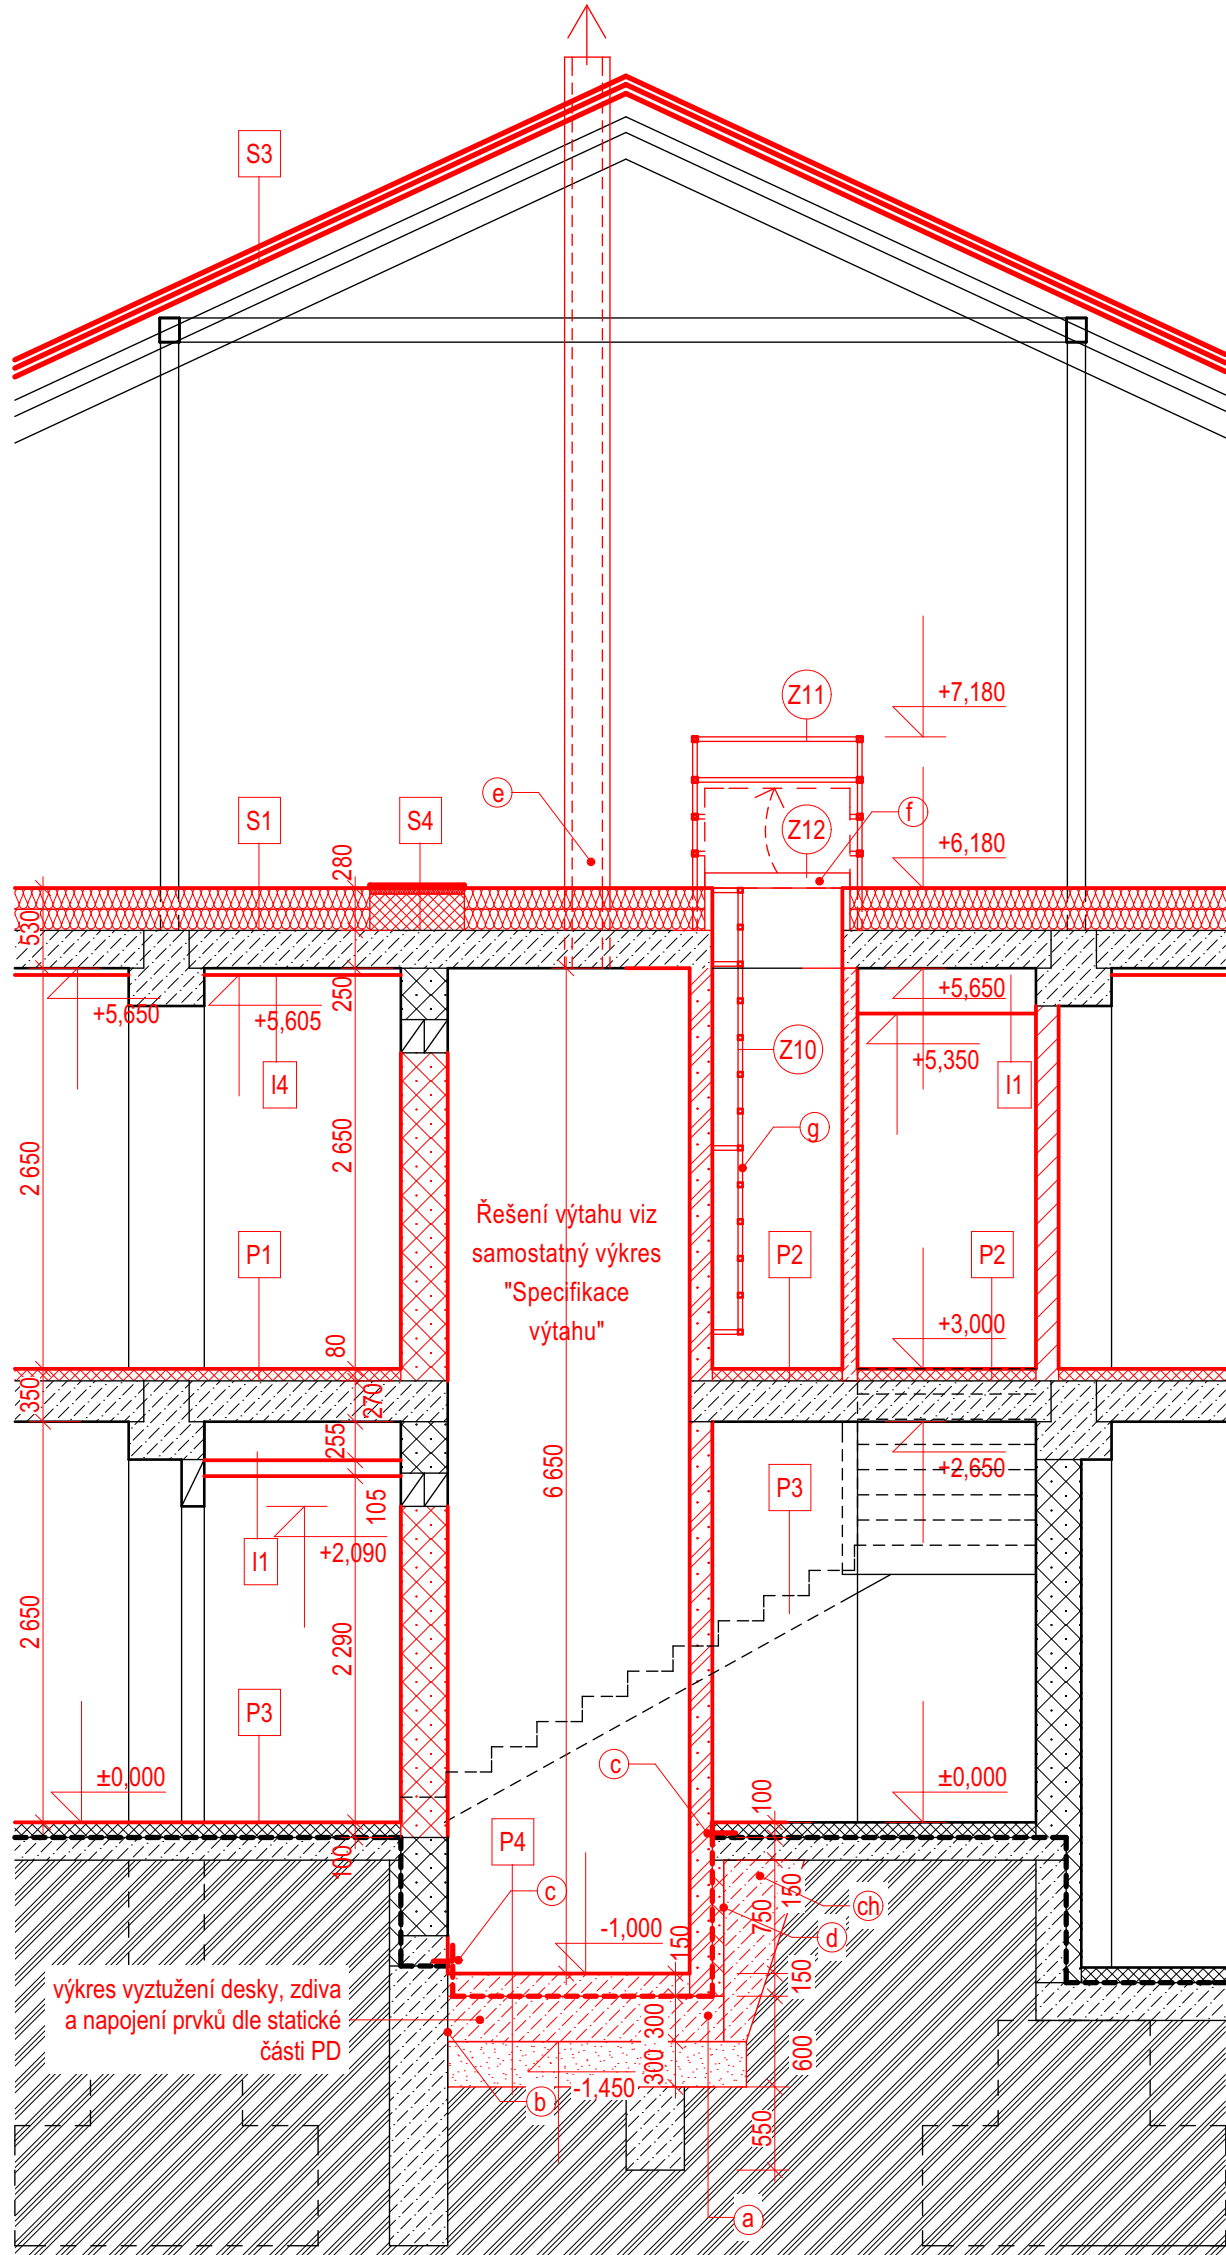 S3
Z11
+7,180
e
f
Z12
S1
S4
280
+6,180
530
+5,650
+5,605
250
+5,650
+5,350
Z10
I4
I1
g
2 650
2 650
Řešení výtahu viz
samostatný výkres
"Specifikace
výtahu"
P1
P2
P2
+3,000
80
350
270
255
6 650
+2,650
105
P3
I1
+2,090
2 650
2 290
P3
±0,000
c
±0,000
100
100
P4
c
150
ch
750
d
-1,000
150
150
výkres vyztužení desky, zdiva
a napojení prvků dle statické
části PD
300
300
600
-1,450
b
550
a